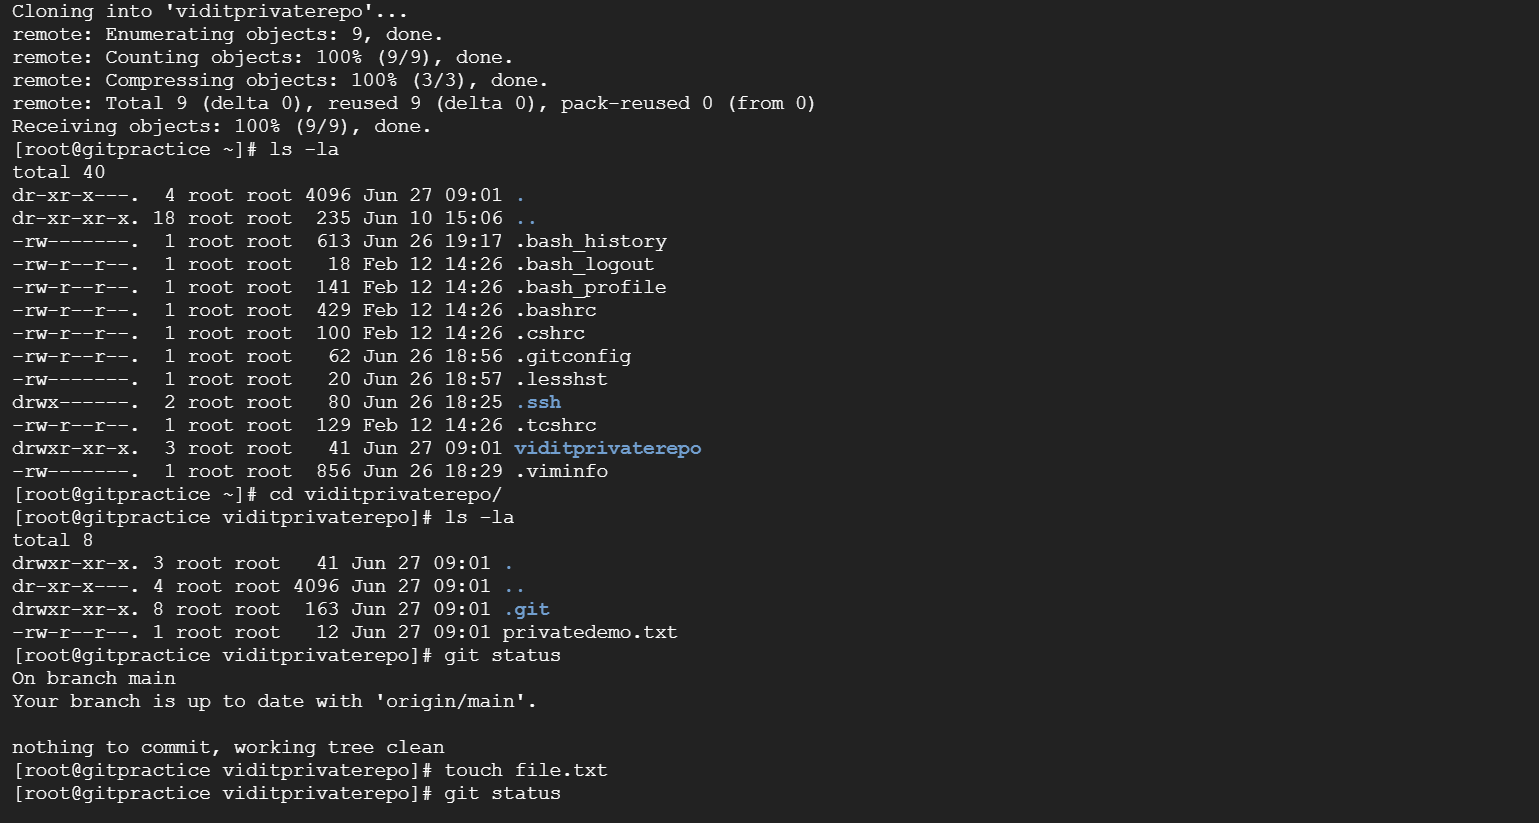 Cloning into 'viditprivaterepo'...
remote: Enumerating objects: 9, done.
remote: Counting objects: 100% (9/9), done.
remote: Compressing objects: 100% (3/3), done.
remote: Total 9 (delta 0), reused 9 (delta 0), pack-reused 0 (from 0)
Receiving objects: 100% (9/9), done.
[root@gitpractice ~]# ls -la
total 40
dr-xr-x---.  4 root root 4096 Jun 27 09:01 .
dr-xr-xr-x. 18 root root  235 Jun 10 15:06 ..
-rw-------.  1 root root  613 Jun 26 19:17 .bash_history
-rw-r--r--.  1 root root   18 Feb 12 14:26 .bash_logout
-rw-r--r--.  1 root root  141 Feb 12 14:26 .bash_profile
-rw-r--r--.  1 root root  429 Feb 12 14:26 .bashrc
-rw-r--r--.  1 root root  100 Feb 12 14:26 .cshrc
-rw-r--r--.  1 root root   62 Jun 26 18:56 .gitconfig
-rw-------.  1 root root   20 Jun 26 18:57 .lesshst
drwx------.  2 root root   80 Jun 26 18:25 .ssh
-rw-r--r--.  1 root root  129 Feb 12 14:26 .tcshrc
drwxr-xr-x.  3 root root   41 Jun 27 09:01 viditprivaterepo
-rw-------.  1 root root  856 Jun 26 18:29 .viminfo
[root@gitpractice ~]# cd viditprivaterepo/
[root@gitpractice viditprivaterepo]# ls -la
total 8
drwxr-xr-x. 3 root root   41 Jun 27 09:01 .
dr-xr-x---. 4 root root 4096 Jun 27 09:01 ..
drwxr-xr-x. 8 root root  163 Jun 27 09:01 .git
-rw-r--r--. 1 root root   12 Jun 27 09:01 privatedemo.txt
[root@gitpractice viditprivaterepo]# git status
On branch main
Your branch is up to date with 'origin/main'.
nothing to commit, working tree clean
[root@gitpractice viditprivaterepo]# touch file.txt
[root@gitpractice viditprivaterepo]# git status